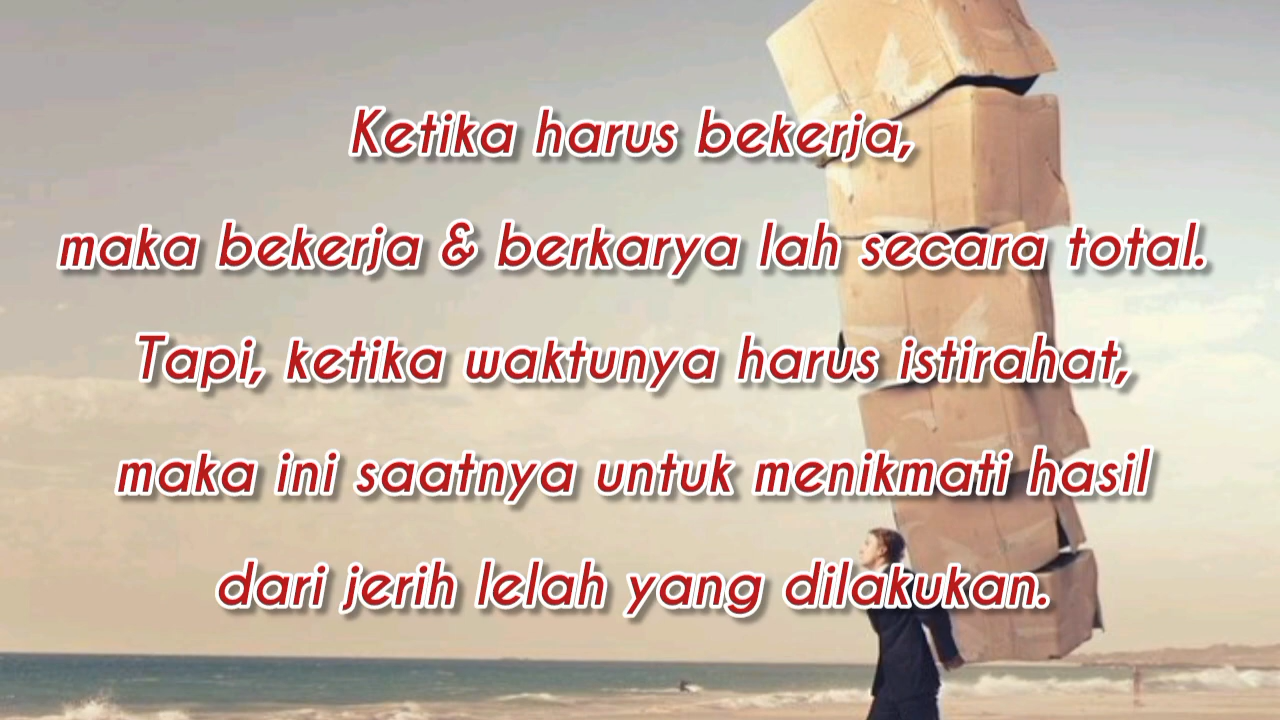 Ketika harus bekerja,
maka bekerja & berkarya lah secara total.
Tapi, ketika waktunya harus istirahat,
maka ini saatnya untuk menikmati hasil
dari jerih lelah yang dilakukan.